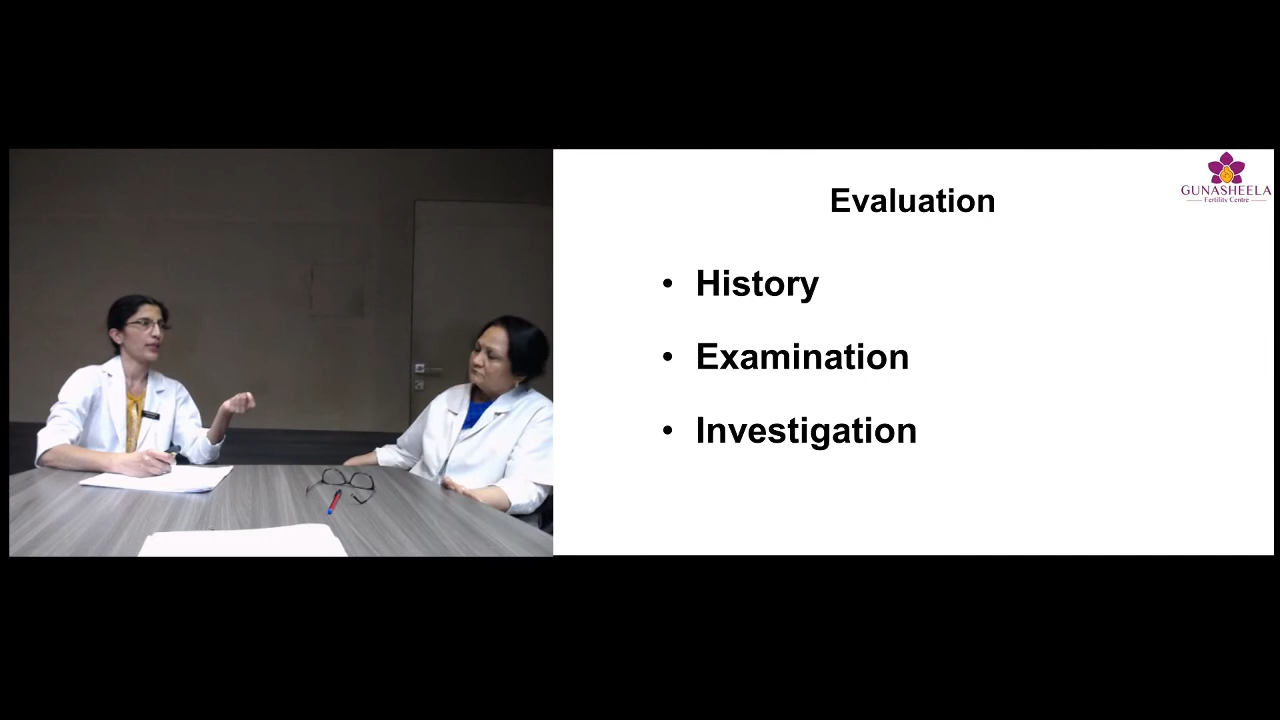 Evaluation
GUNASHEELA
Fertility Centre
• History
• Examination
• Investigation